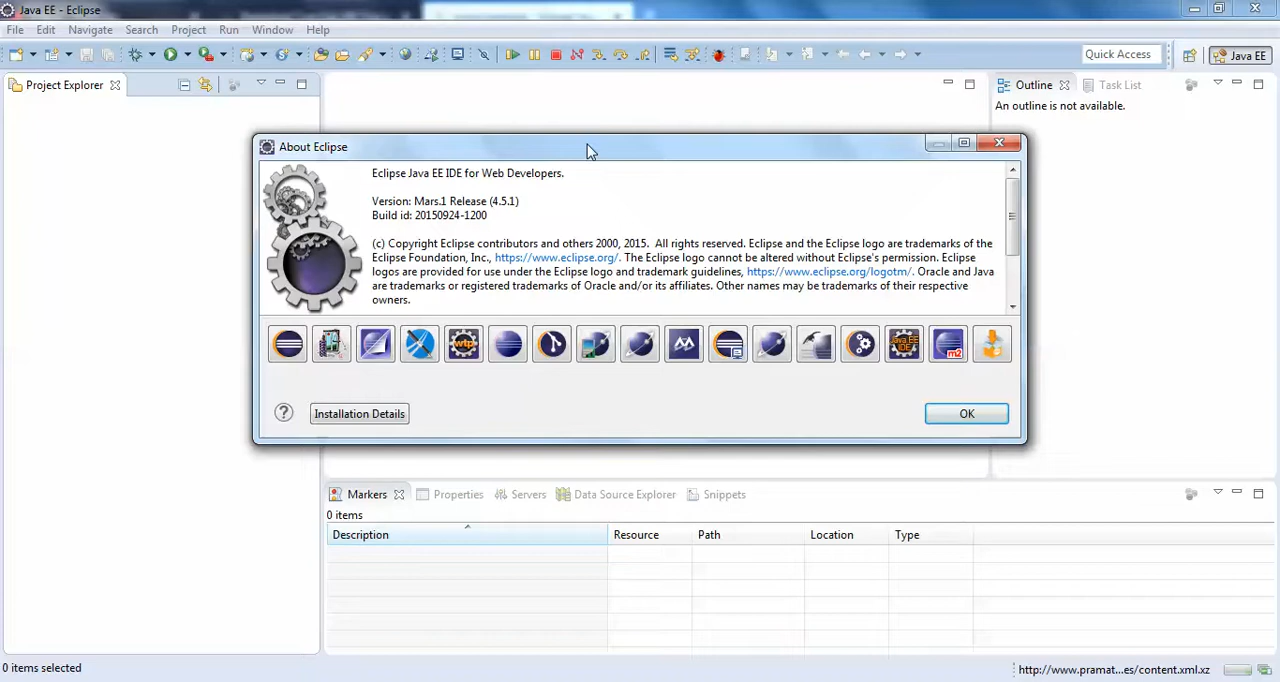 Java EE - Eclipse
File Edit Navigate Search Project Run Window Help
Quick Access Java EE
Project Explorer
Outline Task List
An outline is not available.
About Eclipse
Eclipse Java EE IDE for Web Developers.
Version: Mars.1 Release (4.5.1)
Build id: 20150924-1200
(c) Copyright Eclipse contributors and others 2000, 2015.  All rights reserved. Eclipse and the Eclipse logo are trademarks of the
Eclipse Foundation, Inc., https://www.eclipse.org/. The Eclipse logo cannot be altered without Eclipse's permission. Eclipse
logos are provided for use under the Eclipse logo and trademark guidelines, https://www.eclipse.org/logotm/. Oracle and Java
are trademarks or registered trademarks of Oracle and/or its affiliates. Other names may be trademarks of their respective
owners.
wtp Java EE IDE m2
Installation Details OK
Markers Properties Servers Data Source Explorer Snippets
0 items
Description Resource Path Location Type
0 items selected http://www.pramat...es/content.xml.xz